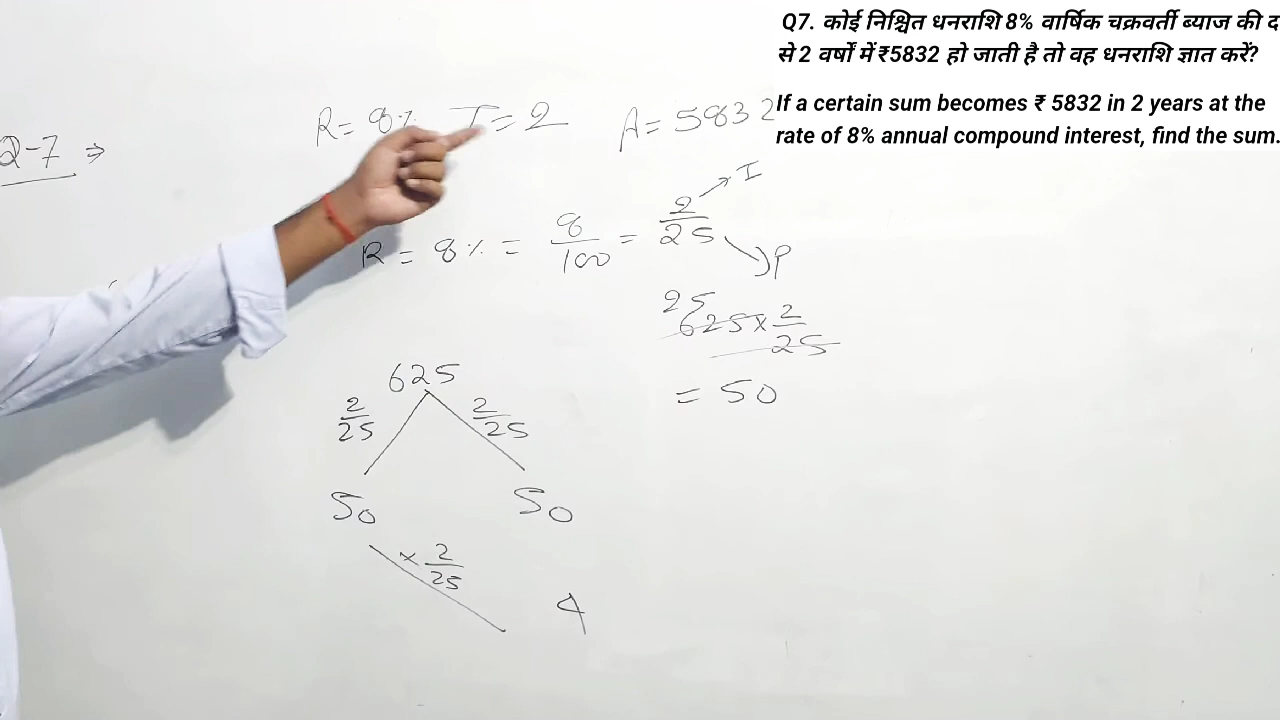 Q7. कोई निश्चित धनराशि 8% वार्षिक चक्रवर्ती ब्याज की द
से 2 वर्षों में ₹5832 हो जाती है तो वह धनराशि ज्ञात करें?
If a certain sum becomes ₹ 5832 in 2 years at the
rate of 8% annual compound interest, find the sum.
Q-7 ⇒
R = 8% T = 2 A = 5832
R = 8% = 8/100 = 2/25 → I
P
25
625 × 2/25
= 50
625
2/25 2/25
50 50
× 2/25
4